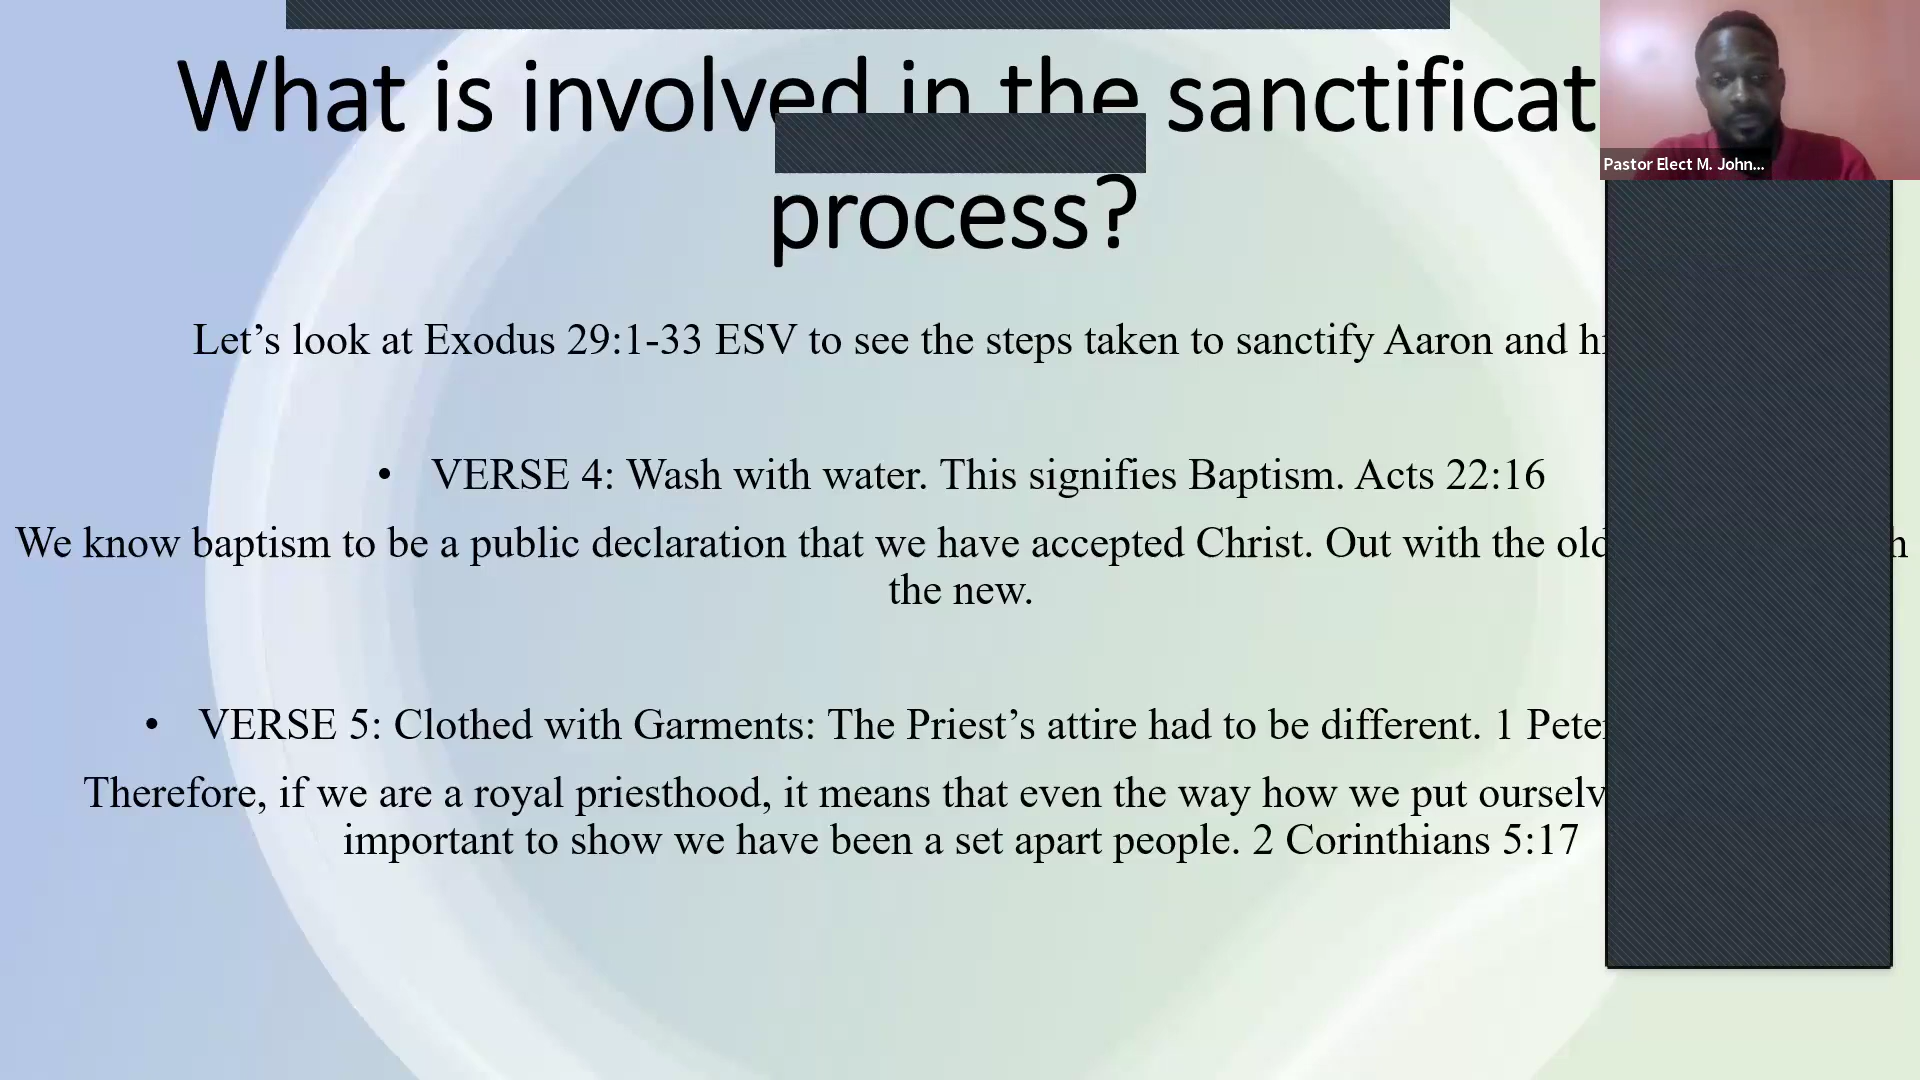 What is involved in the sanctificat
Pastor Elect M. John...
process?
Let’s look at Exodus 29:1-33 ESV to see the steps taken to sanctify Aaron and
• VERSE 4: Wash with water. This signifies Baptism. Acts 22:16
We know baptism to be a public declaration that we have accepted Christ. Out with the old
the new.
• VERSE 5: Clothed with Garments: The Priest’s attire had to be different. 1 Peter
Therefore, if we are a royal priesthood, it means that even the way how we put ourselv
important to show we have been a set apart people. 2 Corinthians 5:17